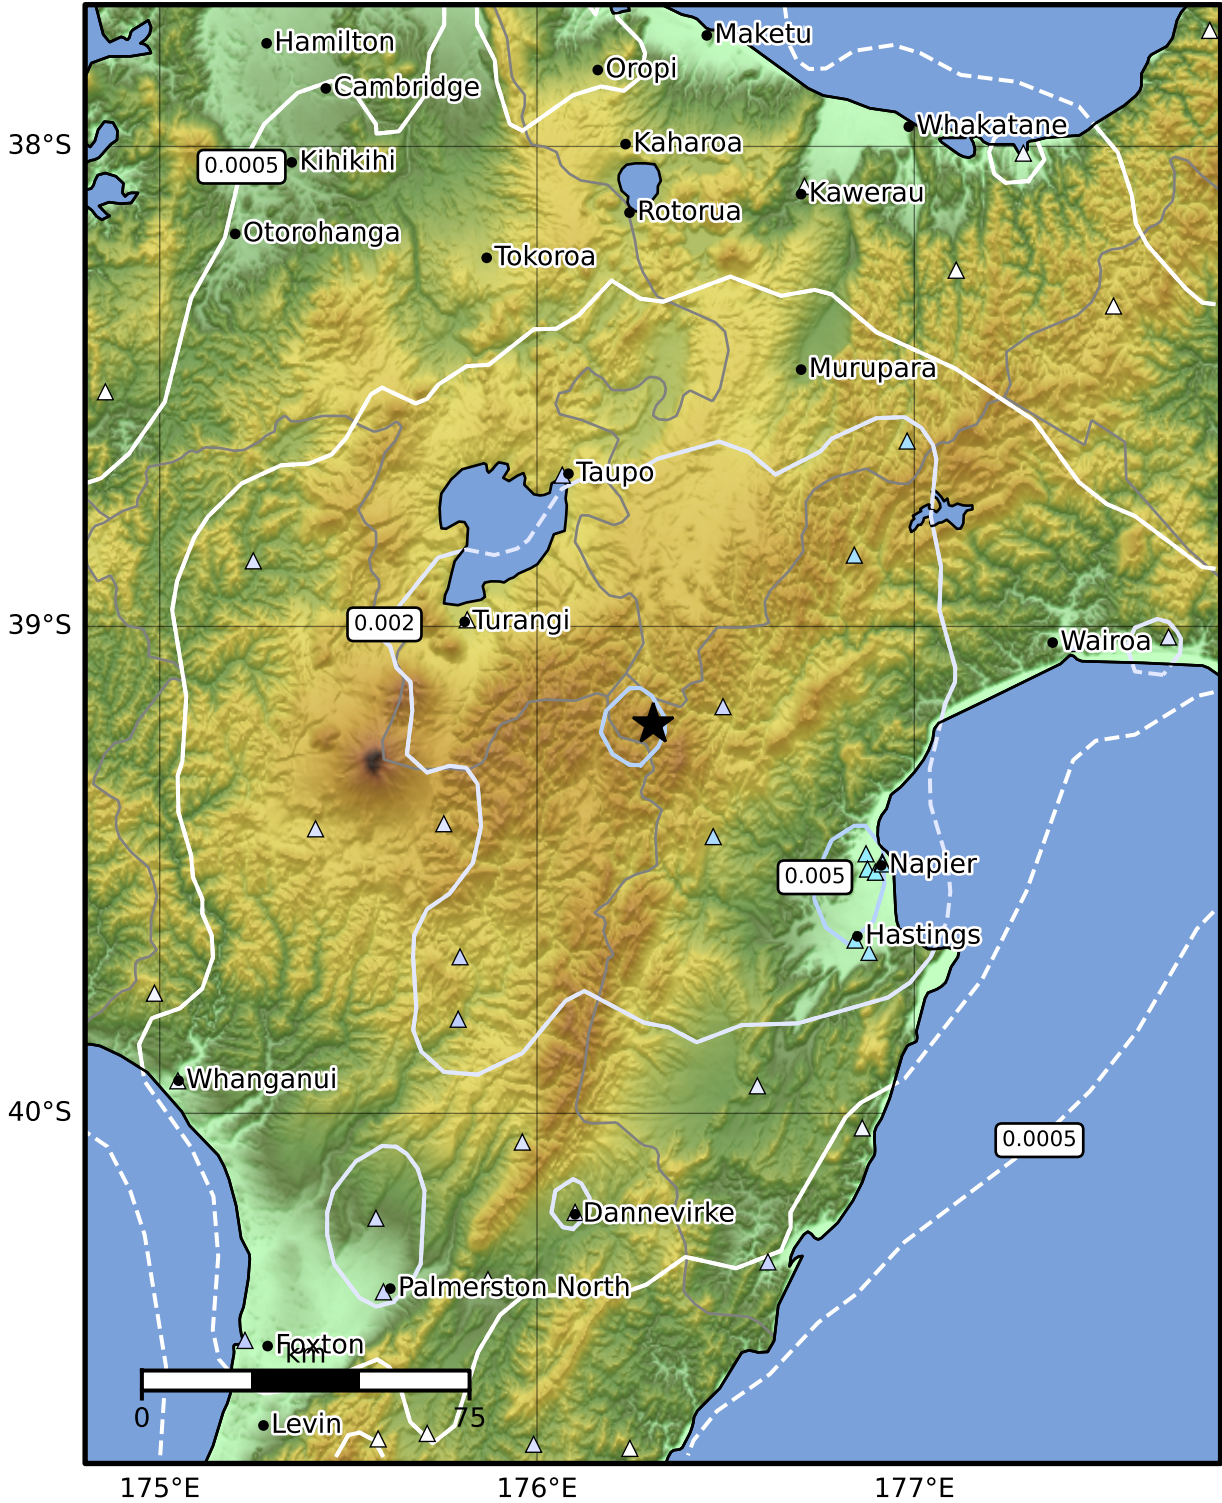 Maketu
Hamilton
Oropi
Cambridge
Whakatane
Kaharoa
38°S
Kihikihi
0.0005
Kawerau
Rotorua
Otorohanga
Tokoroa
Murupara
Taupo
Turangi
0.002
39°S
Wairoa
Napier
0.005
Hastings
Whanganui
40°S
0.0005
Dannevirke
Palmerston North
Foxton
km
0
75
Levin
175°E
176°E
177°E